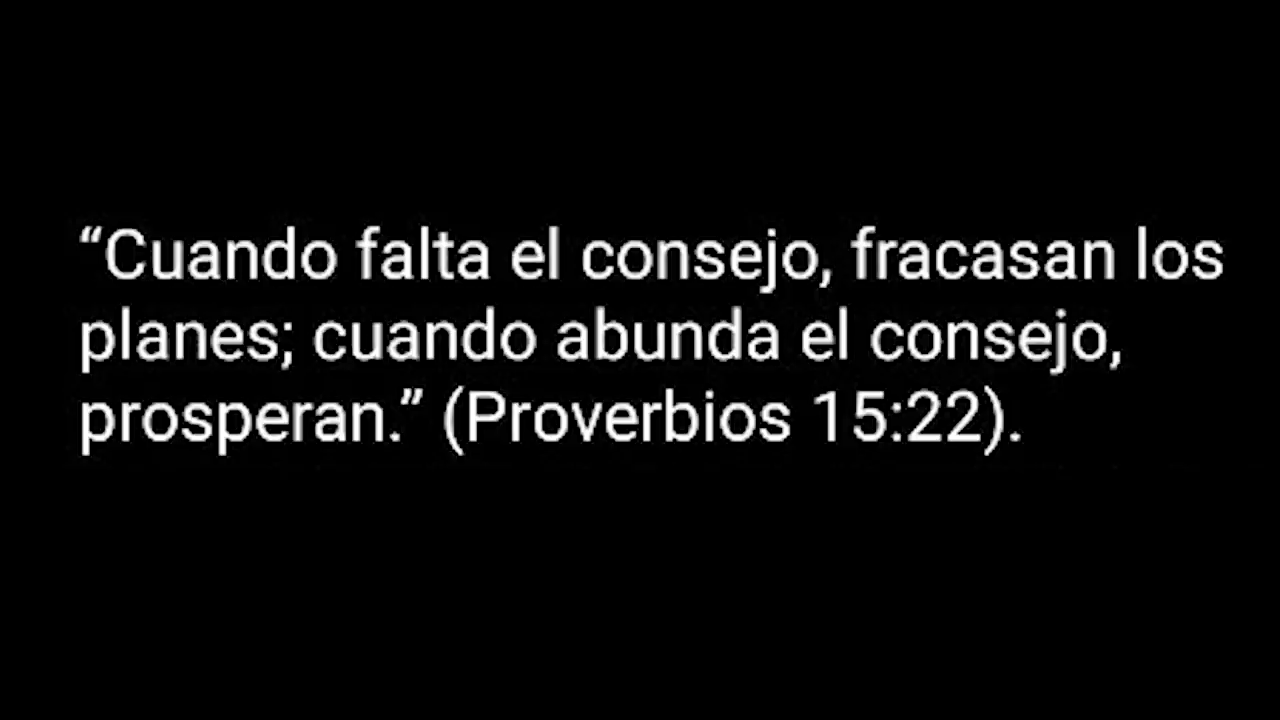 “Cuando falta el consejo, fracasan los
planes; cuando abunda el consejo,
prosperan.” (Proverbios 15:22).